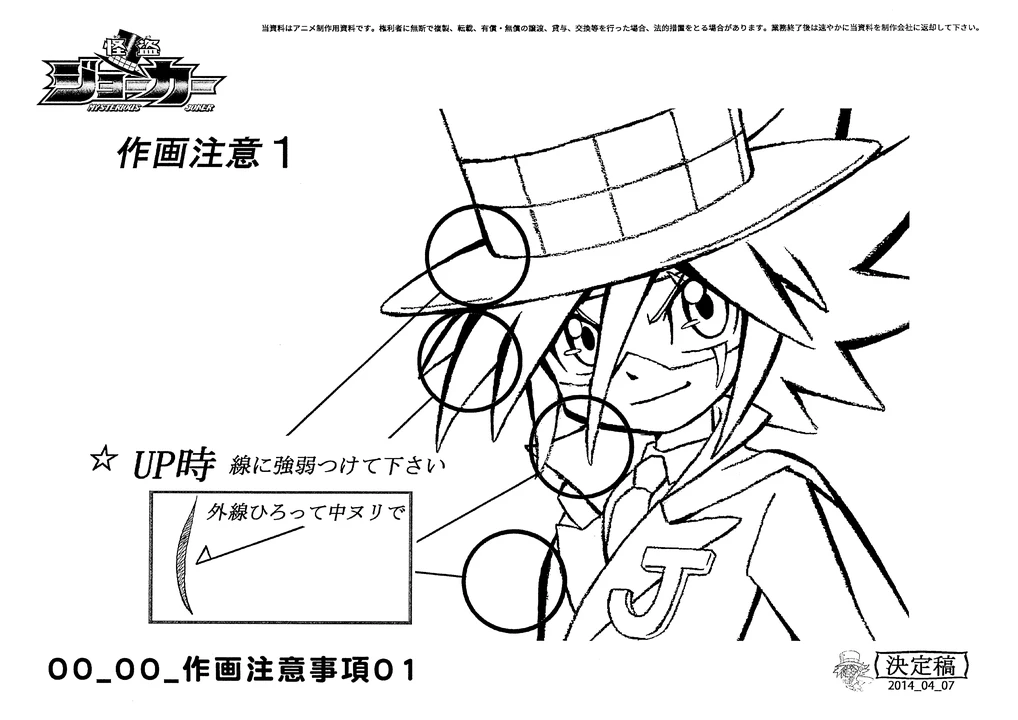 当資料はアニメ制作用資料です。権利者に無断で複製、転載、有償・無償の譲渡、貸与、交換等を行った場合、法的措置をとる場合があります。業務終了後は速やかに当資料を制作会社に返却して下さい。
怪盗
ジョーカー
MYSTERIOUS JOKER
作画注意1
☆ UP時 線に強弱つけて下さい
外線ひろって中ヌリで
J
00_00_作画注意事項01
決定稿
2014_04_07